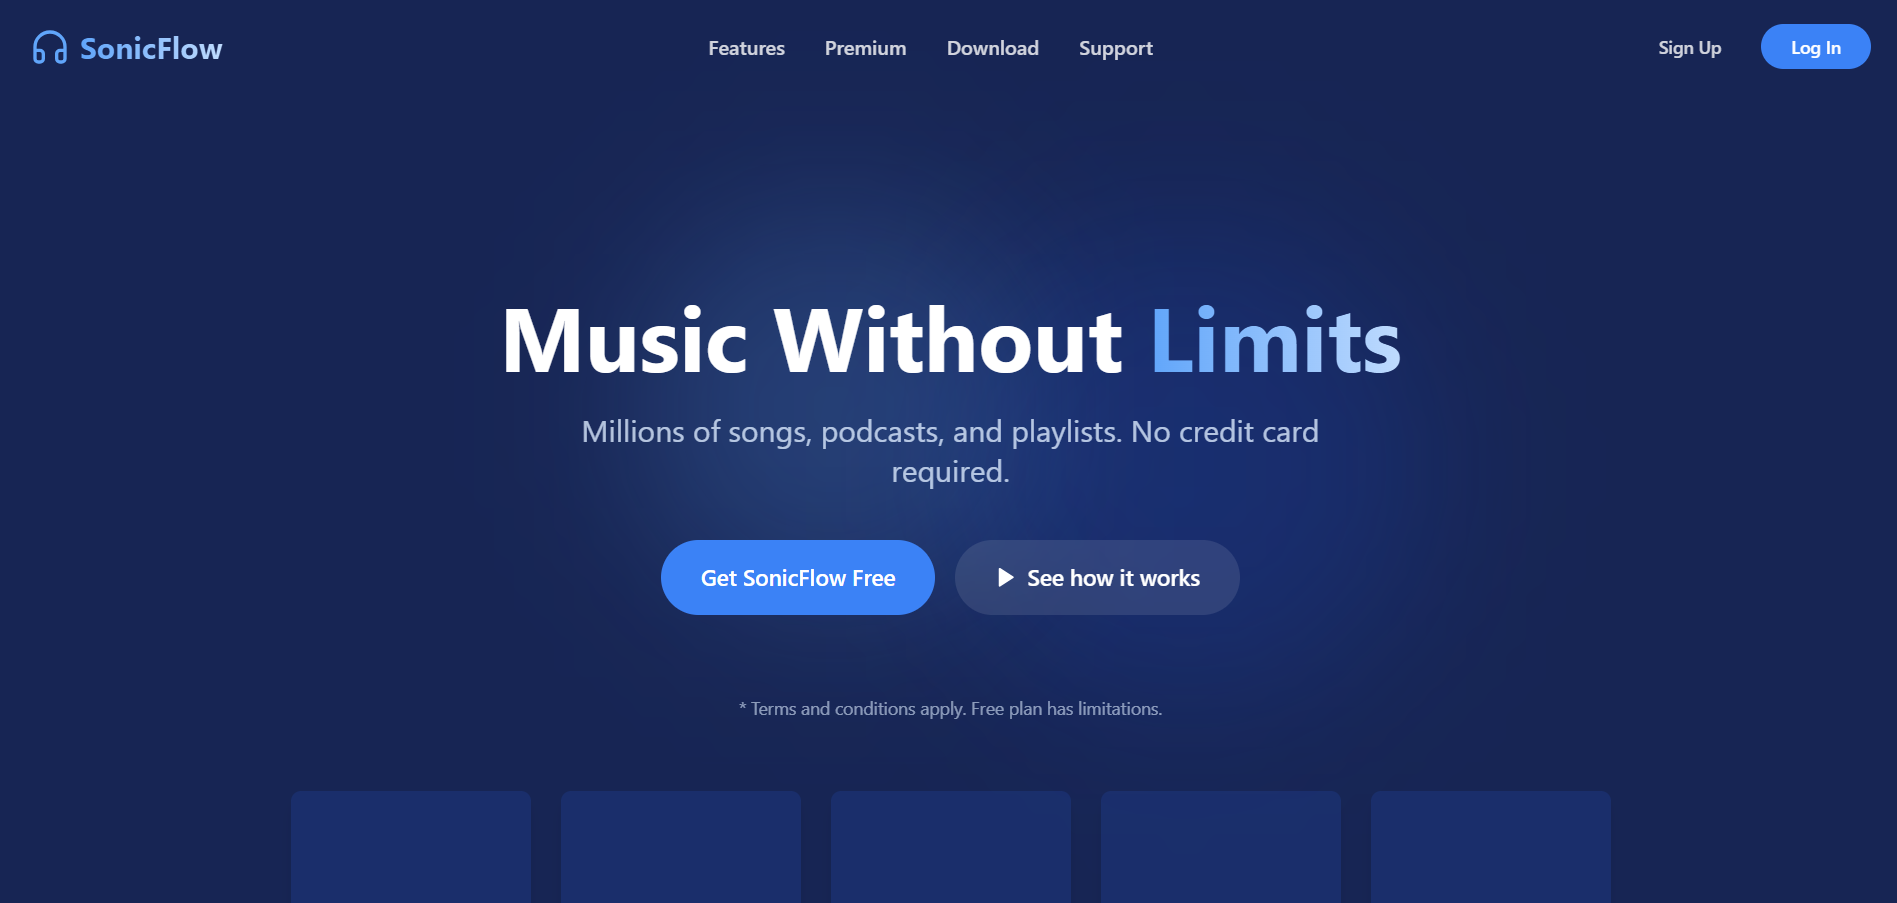 SonicFlow
Features
Premium
Download
Support
Sign Up
Log In
Music Without Limits
Millions of songs, podcasts, and playlists. No credit card
required.
Get SonicFlow Free
See how it works
* Terms and conditions apply. Free plan has limitations.